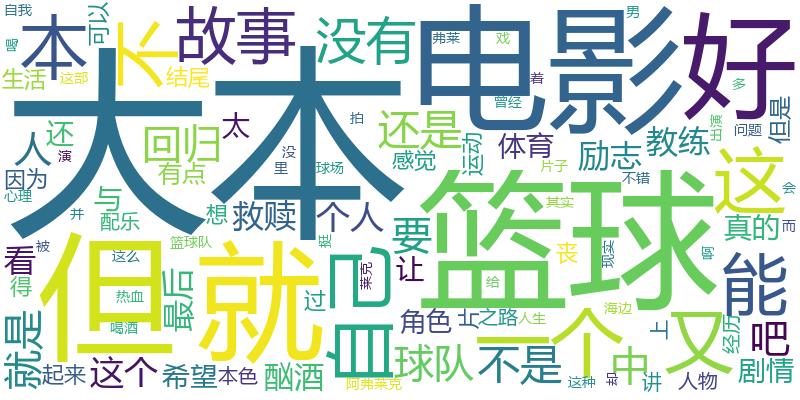 自我
喝
这部
本
不
可以
故事
没有
弗莱
戏
电影
男
好
着
曾经
多
大本
生活
结尾
还
回归
太
拍
还是
体育
运动
教练
但是
出演
问题
人
演
有点
没
里
球场
感觉
励志
片子
不错
这
会
因为
心理
与
配乐
想
救赎
个人
要
篮球
其实
真的
而
并
被
这么
篮球队
挺
看
得
但
就
自己
莱克
让
给
丧
现实
啊
能
热血
最后
过
角色
片
之路
人生
海边
一个
又
上
经历
吧
就是
喝酒
起来
这个
希望
本色
酗酒
阿弗莱克
球队
不是
这种
中
却
讲
人物
剧情